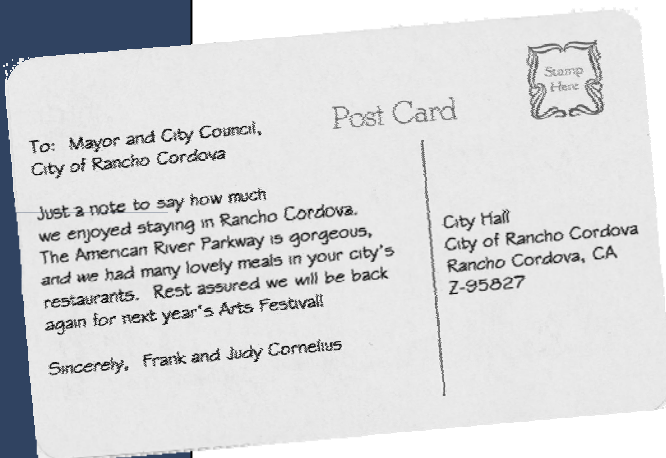 Post Card
Stamp
Here
To: Mayor and City Council,
City of Rancho Cordova
Just a note to say how much
we enjoyed staying in Rancho Cordova.
The American River Parkway is gorgeous,
and we had many lovely meals in your city's
restaurants. Rest assured we will be back
again for next year's Arts Festival!
Sincerely, Frank and Judy Cornelius
City Hall
City of Rancho Cordova
Rancho Cordova, CA
Z-95827